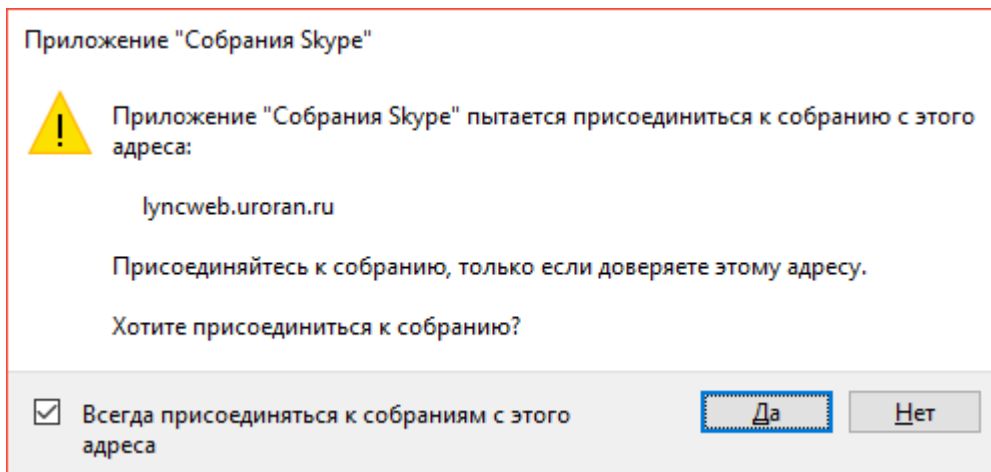 Приложение "Собрания Skype"
Приложение "Собрания Skype" пытается присоединиться к собранию с этого
адреса:
lyncweb.uroran.ru
Присоединяйтесь к собранию, только если доверяете этому адресу.
Хотите присоединиться к собранию?
Всегда присоединяться к собраниям с этого
адреса
Да
Нет